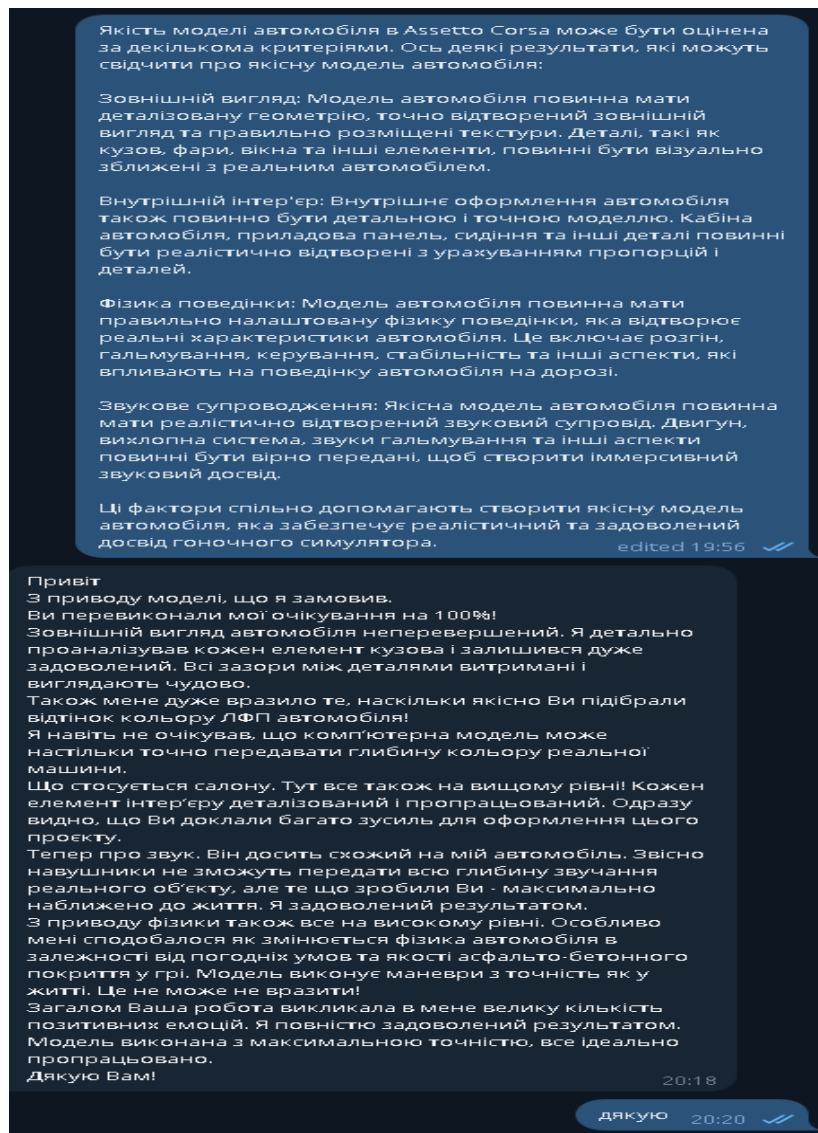 Якість моделі автомобіля в Assetto Corsa може бути оцінена
за декількома критеріями. Ось деякі результати, які можуть
свідчити про якісну модель автомобіля:
Зовнішній вигляд: Модель автомобіля повинна мати
деталізовану геометрію, точно відтворений зовнішній
вигляд та правильно розміщені текстури. Деталі, такі як
кузов, фари, вікна та інші елементи, повинні бути візуально
зближені з реальним автомобілем.
Внутрішній інтер'єр: Внутрішнє оформлення автомобіля
також повинно бути детальною і точною моделлю. Кабіна
автомобіля, приладова панель, сидіння та інші деталі повинні
бути реалістично відтворені з урахуванням пропорцій і
деталей.
Фізика поведінки: Модель автомобіля повинна мати
правильно налаштовану фізику поведінки, яка відтворює
реальні характеристики автомобіля. Це включає розгін,
гальмування, керування, стабільність та інші аспекти, які
впливають на поведінку автомобіля на дорозі.
Звукове супроводження: Якісна модель автомобіля повинна
мати реалістично відтворений звуковий супровід. Двигун,
вихлопна система, звуки гальмування та інші аспекти
повинні бути вірно передані, щоб створити іммерсивний
звуковий досвід.
Ці фактори спільно допомагають створити якісну модель
автомобіля, яка забезпечує реалістичний та задоволений
досвід гоночного симулятора.
edited 19:56
Привіт
З приводу моделі, що я замовив.
Ви перевиконали мої очікування на 100%!
Зовнішній вигляд автомобіля неперевершений. Я детально
проаналізував кожен елемент кузова і залишився дуже
задоволений. Всі зазори між деталями витримані і
виглядають чудово.
Також мене дуже вразило те, наскільки якісно Ви підібрали
відтінок кольору ЛФП автомобіля!
Я навіть не очікував, що комп'ютерна модель може
настільки точно передавати глибину кольору реальної
машини.
Що стосується салону. Тут все також на вищому рівні! Кожен
елемент інтер'єру деталізований і пропрацьований. Одразу
видно, що Ви доклали багато зусиль для оформлення цього
проєкту.
Тепер про звук. Він досить схожий на мій автомобіль. Звісно
навушники не зможуть передати всю глибину звучання
реального об'єкту, але те що зробили Ви - максимально
наближено до життя. Я задоволений результатом.
З приводу фізики також все на високому рівні. Особливо
мені сподобалося як змінюється фізика автомобіля в
залежності від погодніх умов та якості асфальто-бетонного
покриття у грі. Модель виконує маневри з точність як у
житті. Це не може не вразити!
Загалом Ваша робота викликала в мене велику кількість
позитивних емоцій. Я повністю задоволений результатом.
Модель виконана з максимальною точністю, все ідеально
пропрацьовано.
Дякую Вам!
20:18
дякую 20:20